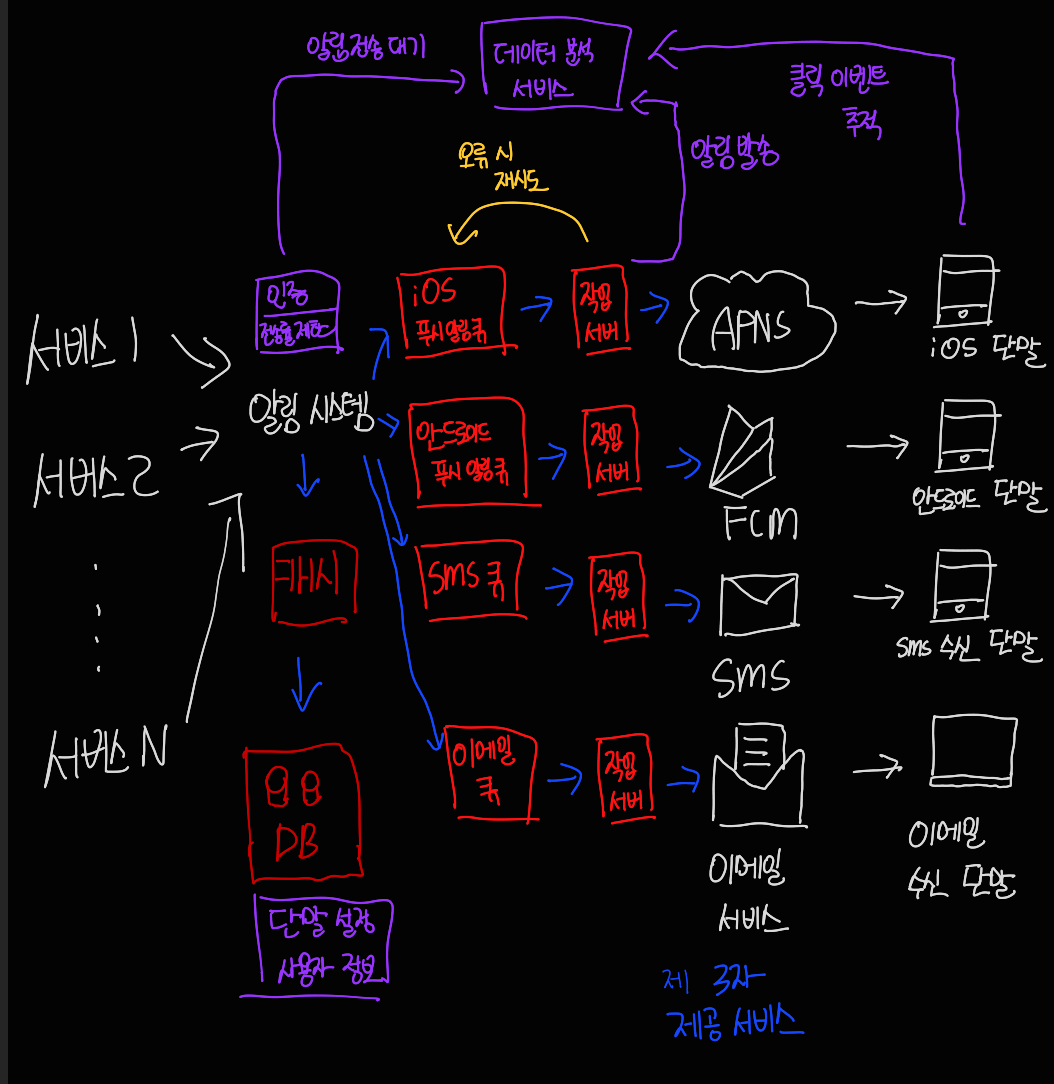 알림 전송 대기
데이터 분석
서비스
클릭 이벤트
추적
오류 시
재시도
알림 발송
인증
전송률 제한
iOS
푸시 알림 큐
작업
서버
APNS
iOS 단말
서비스 1
알림 시스템
안드로이드
푸시 알림 큐
작업
서버
FCM
안드로이드 단말
서비스 2
캐시
SMS 큐
작업
서버
SMS
SMS 수신 단말
서비스 N
DB
이메일
큐
작업
서버
이메일
서비스
이메일
수신 단말
단말 설정
사용자 정보
제 3자
제공 서비스